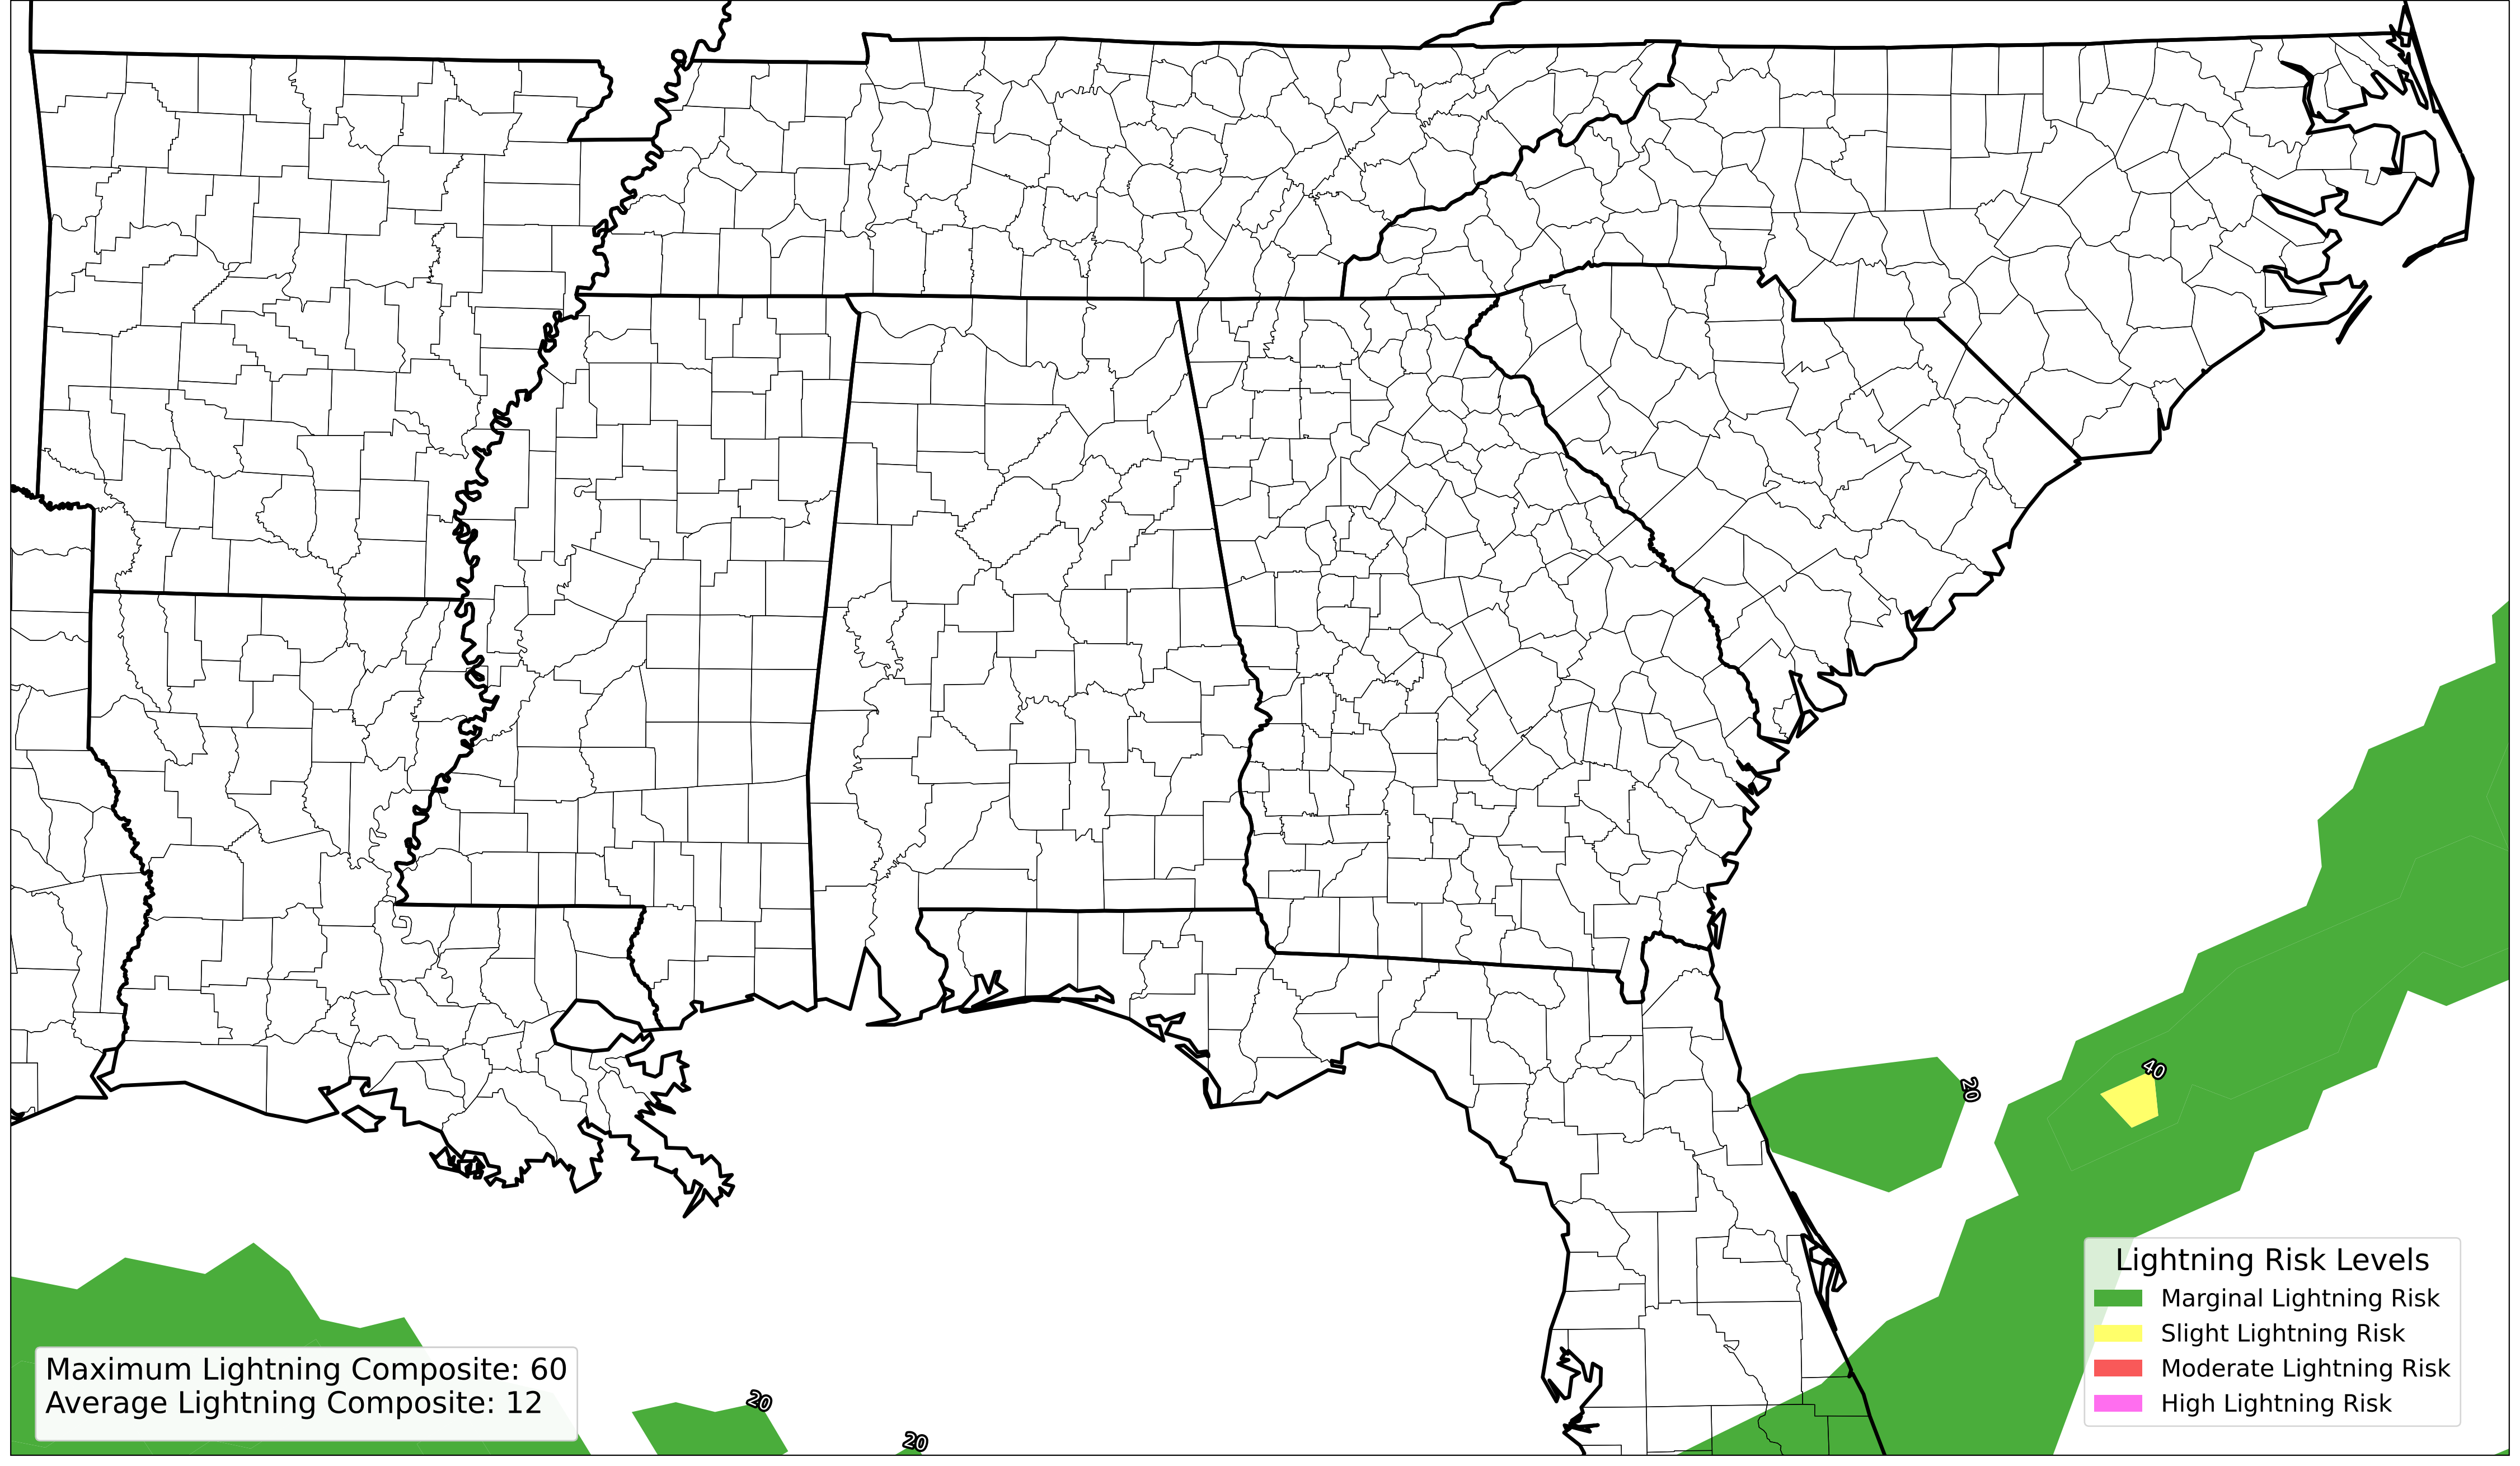 20
40
Lightning Risk Levels
Marginal Lightning Risk
Slight Lightning Risk
Moderate Lightning Risk
High Lightning Risk
Maximum Lightning Composite: 60
Average Lightning Composite: 12
20
20